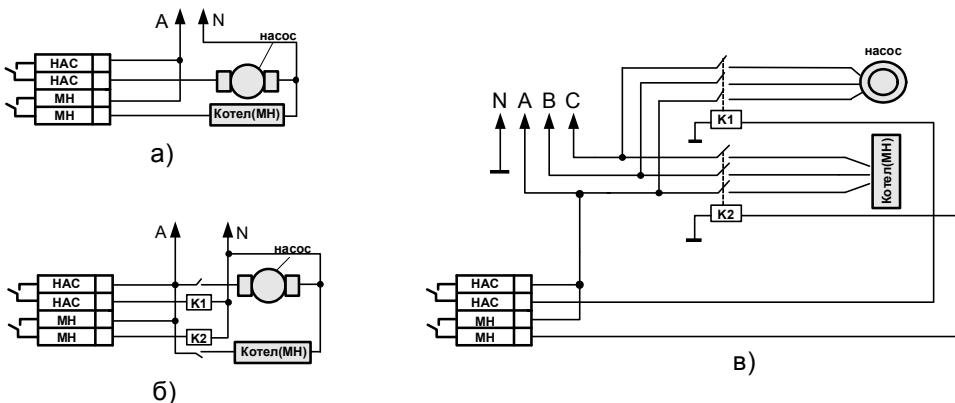 A N
насос
НАС
НАС
МН
МН
Котел(МН)
а)
A N
насос
НАС
НАС
МН
МН
K1
K2
Котел(МН)
б)
насос
N A B C
K1
Котел(МН)
K2
НАС
НАС
МН
МН
в)